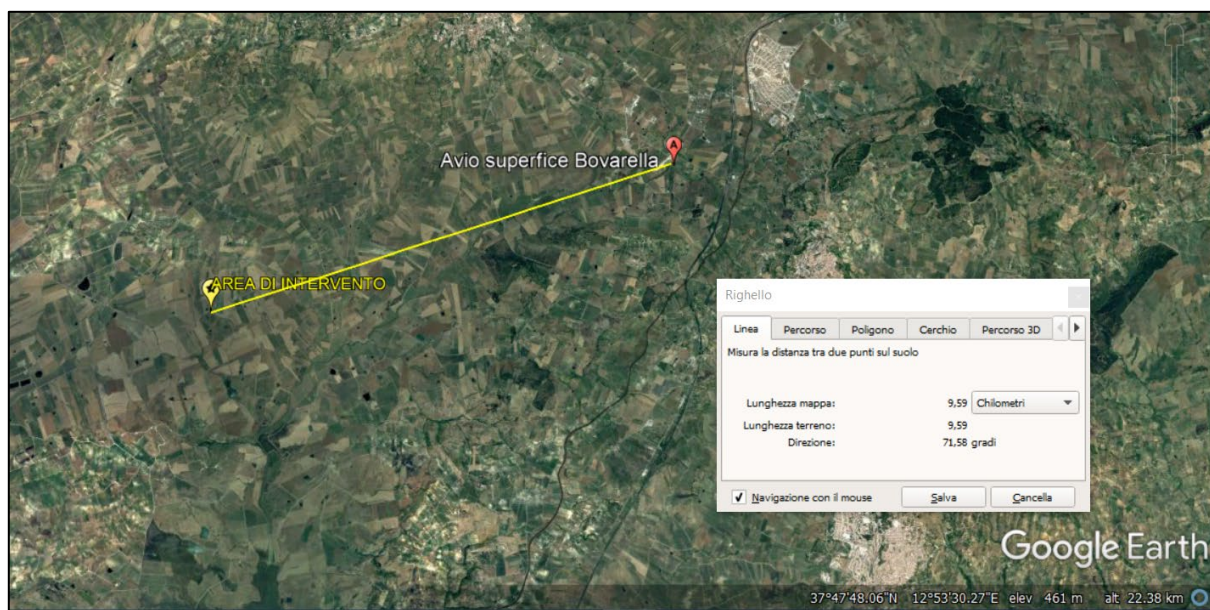 Avio superfice Bovarella
AREA DI INTERVENTO
Righello
Linea Percorso Poligono Cerchio Percorso 3D
Misura la distanza tra due punti sul suolo
Lunghezza mappa: 9,59 Chilometri
Lunghezza terreno: 9,59
Direzione: 71,58 gradi
Navigazione con il mouse Salva Cancella
Google Earth
37°47'48.06"N 12°53'30.27"E elev 461 m alt 22.38 km
A